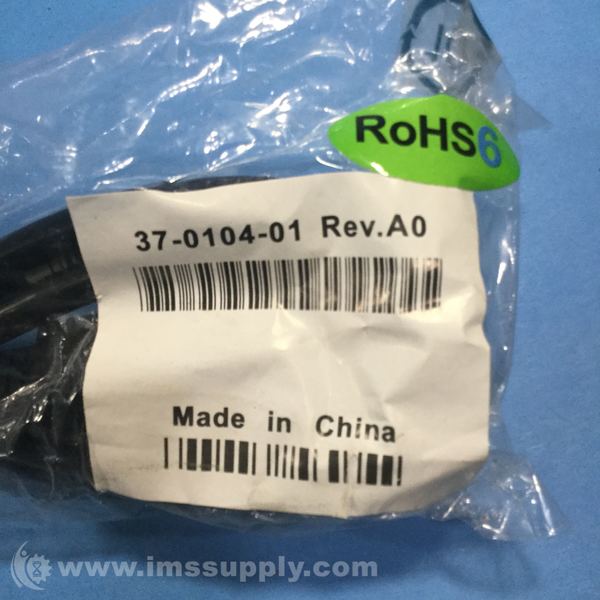 RoHS6
37-0104-01 Rev.A0
Made in China
www.imssupply.com